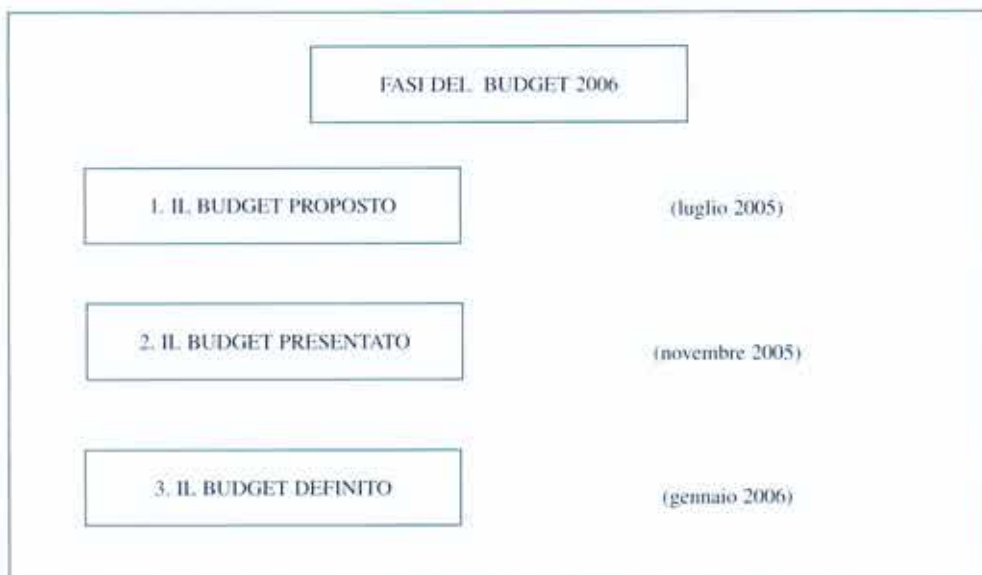 FASI DEL BUDGET 2006
1. IL BUDGET PROPOSTO (luglio 2005)
2. IL BUDGET PRESENTATO (novembre 2005)
3. IL BUDGET DEFINITO (gennaio 2006)